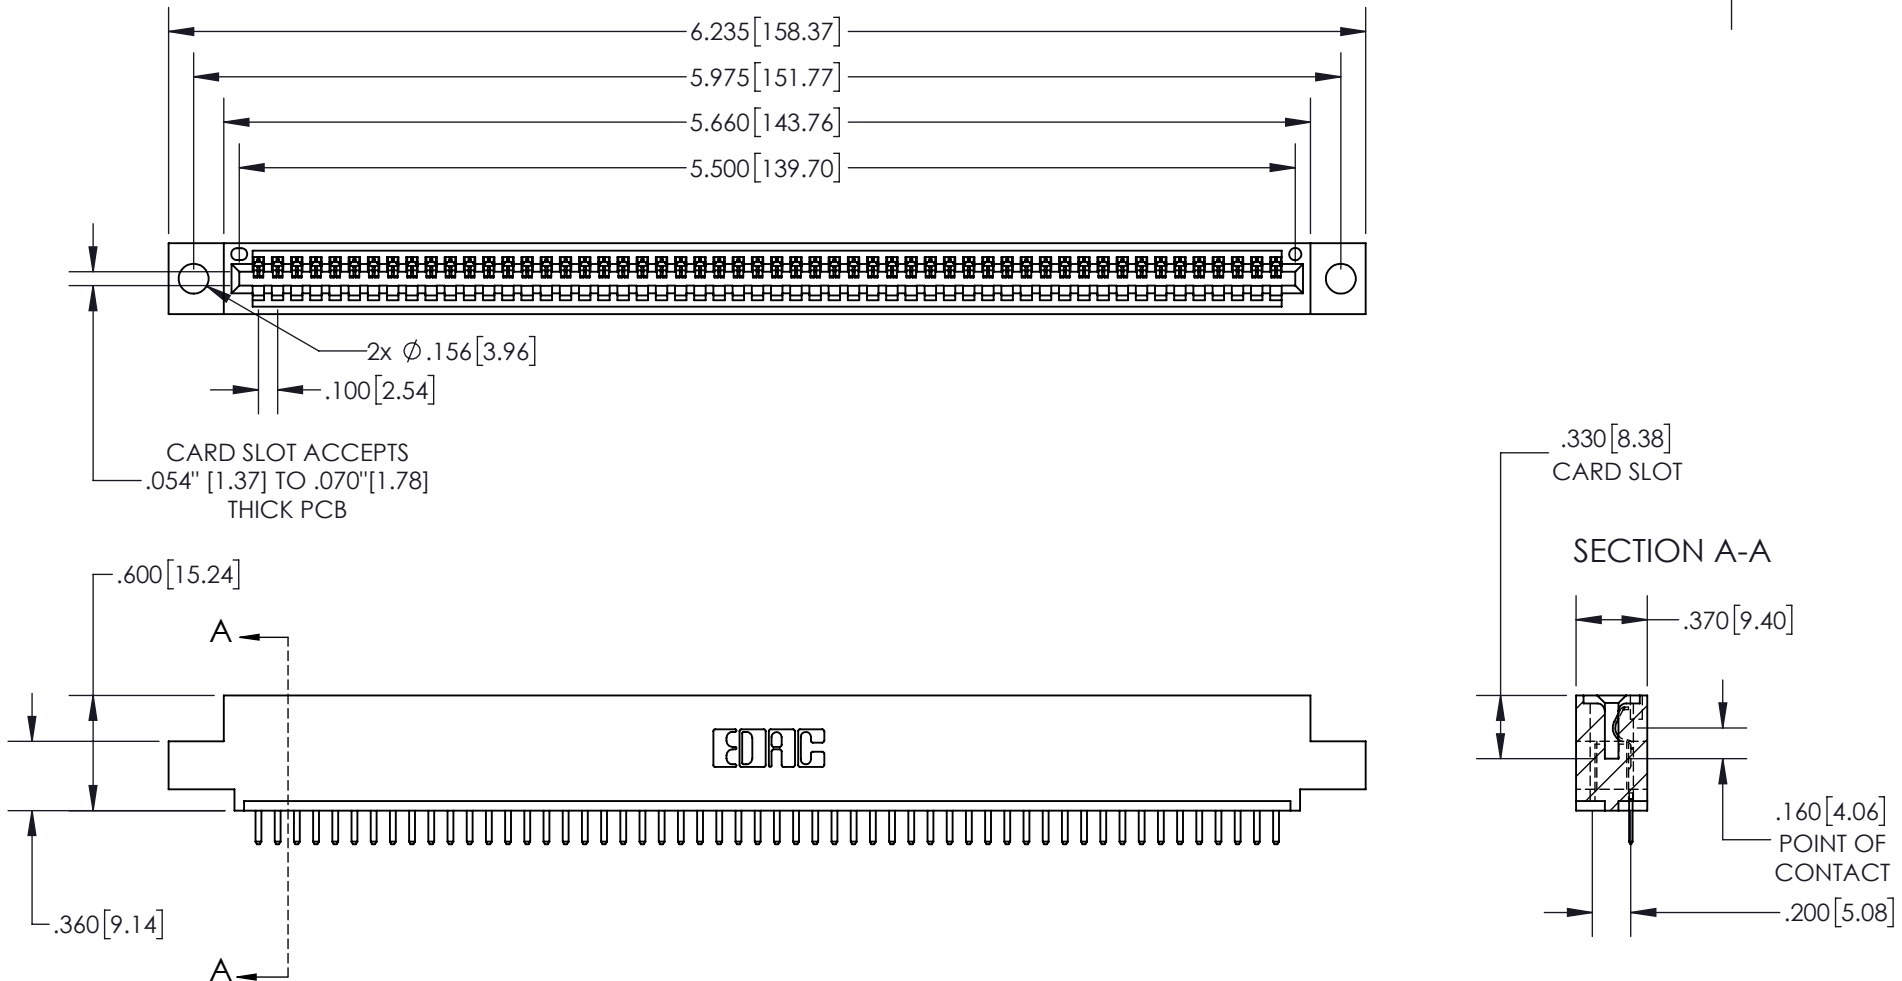 6.235[158.37]
5.975[151.77]
5.660[143.76]
5.500[139.70]
2x Ø.156[3.96]
.100[2.54]
CARD SLOT ACCEPTS
.054" [1.37] TO .070"[1.78]
THICK PCB
.330[8.38]
CARD SLOT
SECTION A-A
.600[15.24]
A
.370[9.40]
EDAC
.160[4.06]
POINT OF
CONTACT
.200[5.08]
.360[9.14]
A